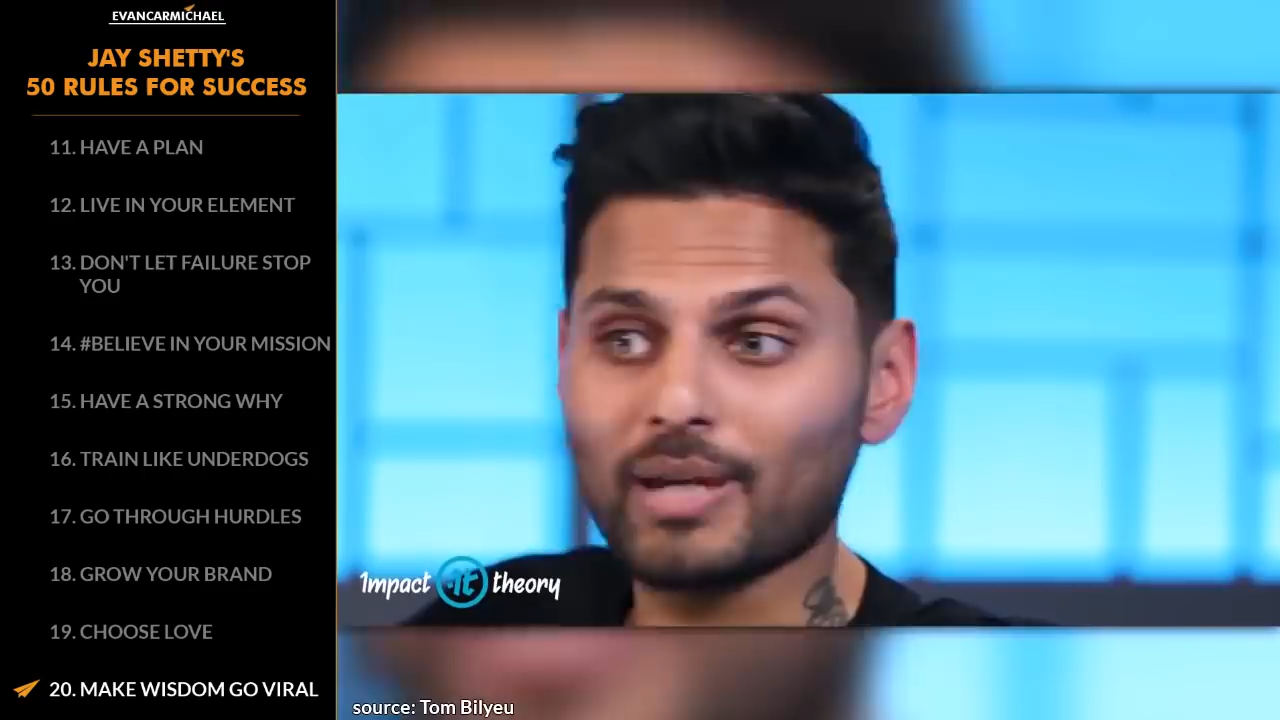 EVANCARMICHAEL
JAY SHETTY'S
50 RULES FOR SUCCESS
11. HAVE A PLAN
12. LIVE IN YOUR ELEMENT
13. DON'T LET FAILURE STOP
YOU
14. #BELIEVE IN YOUR MISSION
15. HAVE A STRONG WHY
16. TRAIN LIKE UNDERDOGS
17. GO THROUGH HURDLES
18. GROW YOUR BRAND
19. CHOOSE LOVE
20. MAKE WISDOM GO VIRAL
Impact it theory
source: Tom Bilyeu